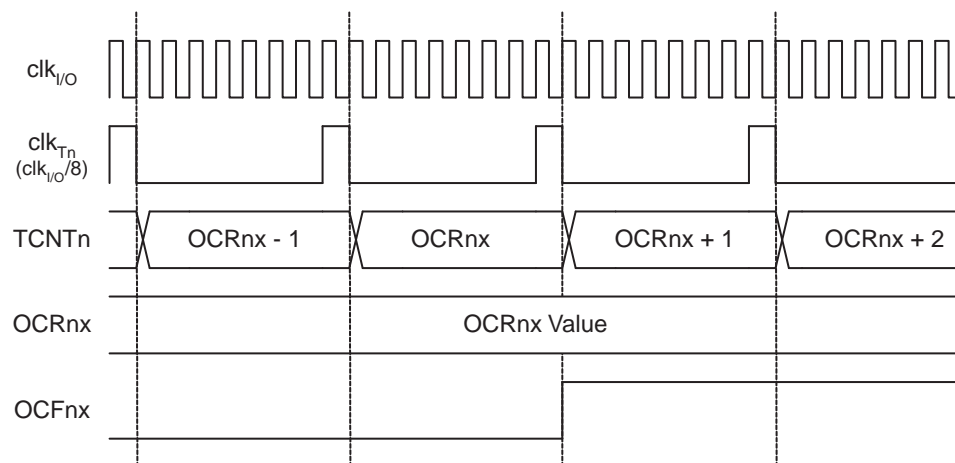 clkI/O
clkTn
(clkI/O/8)
TCNTn
OCRnx - 1
OCRnx
OCRnx + 1
OCRnx + 2
OCRnx
OCRnx Value
OCFnx